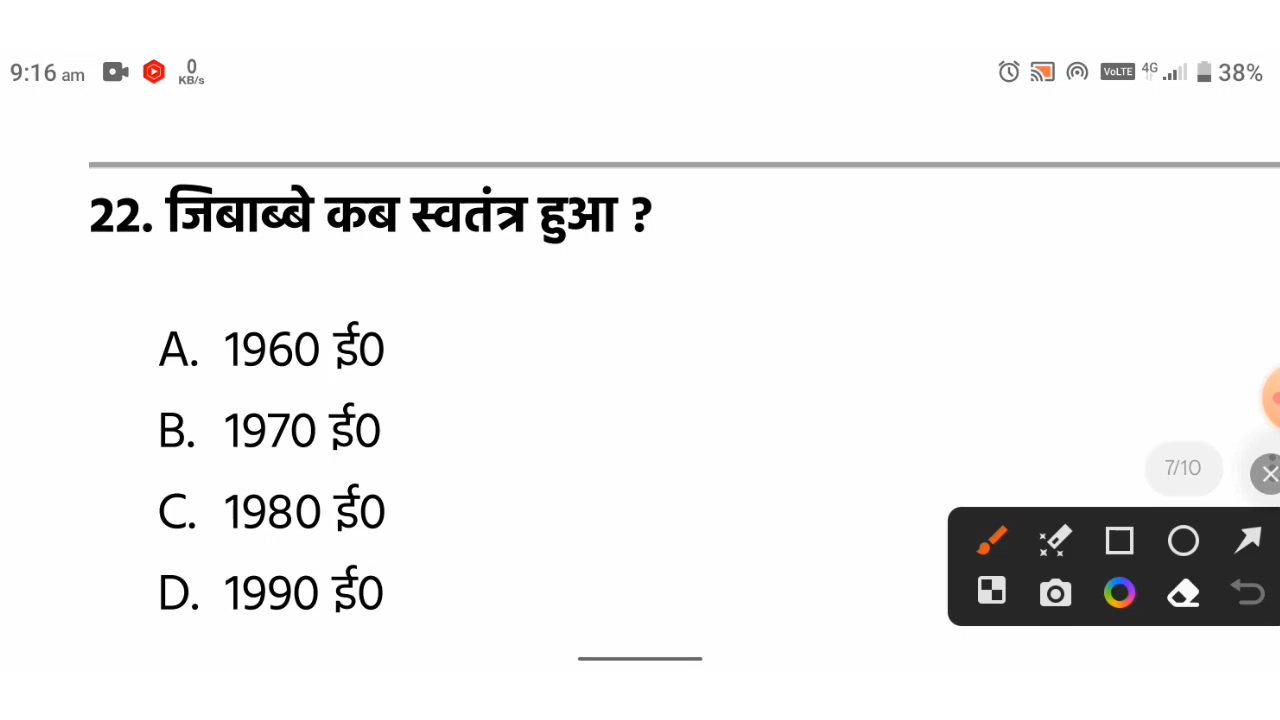 9:16 am 0 KB/s VoLTE 4G 38%
22. जिबाब्बे कब स्वतंत्र हुआ ?
A. 1960 ई0
B. 1970 ई0
C. 1980 ई0
7/10
D. 1990 ई0